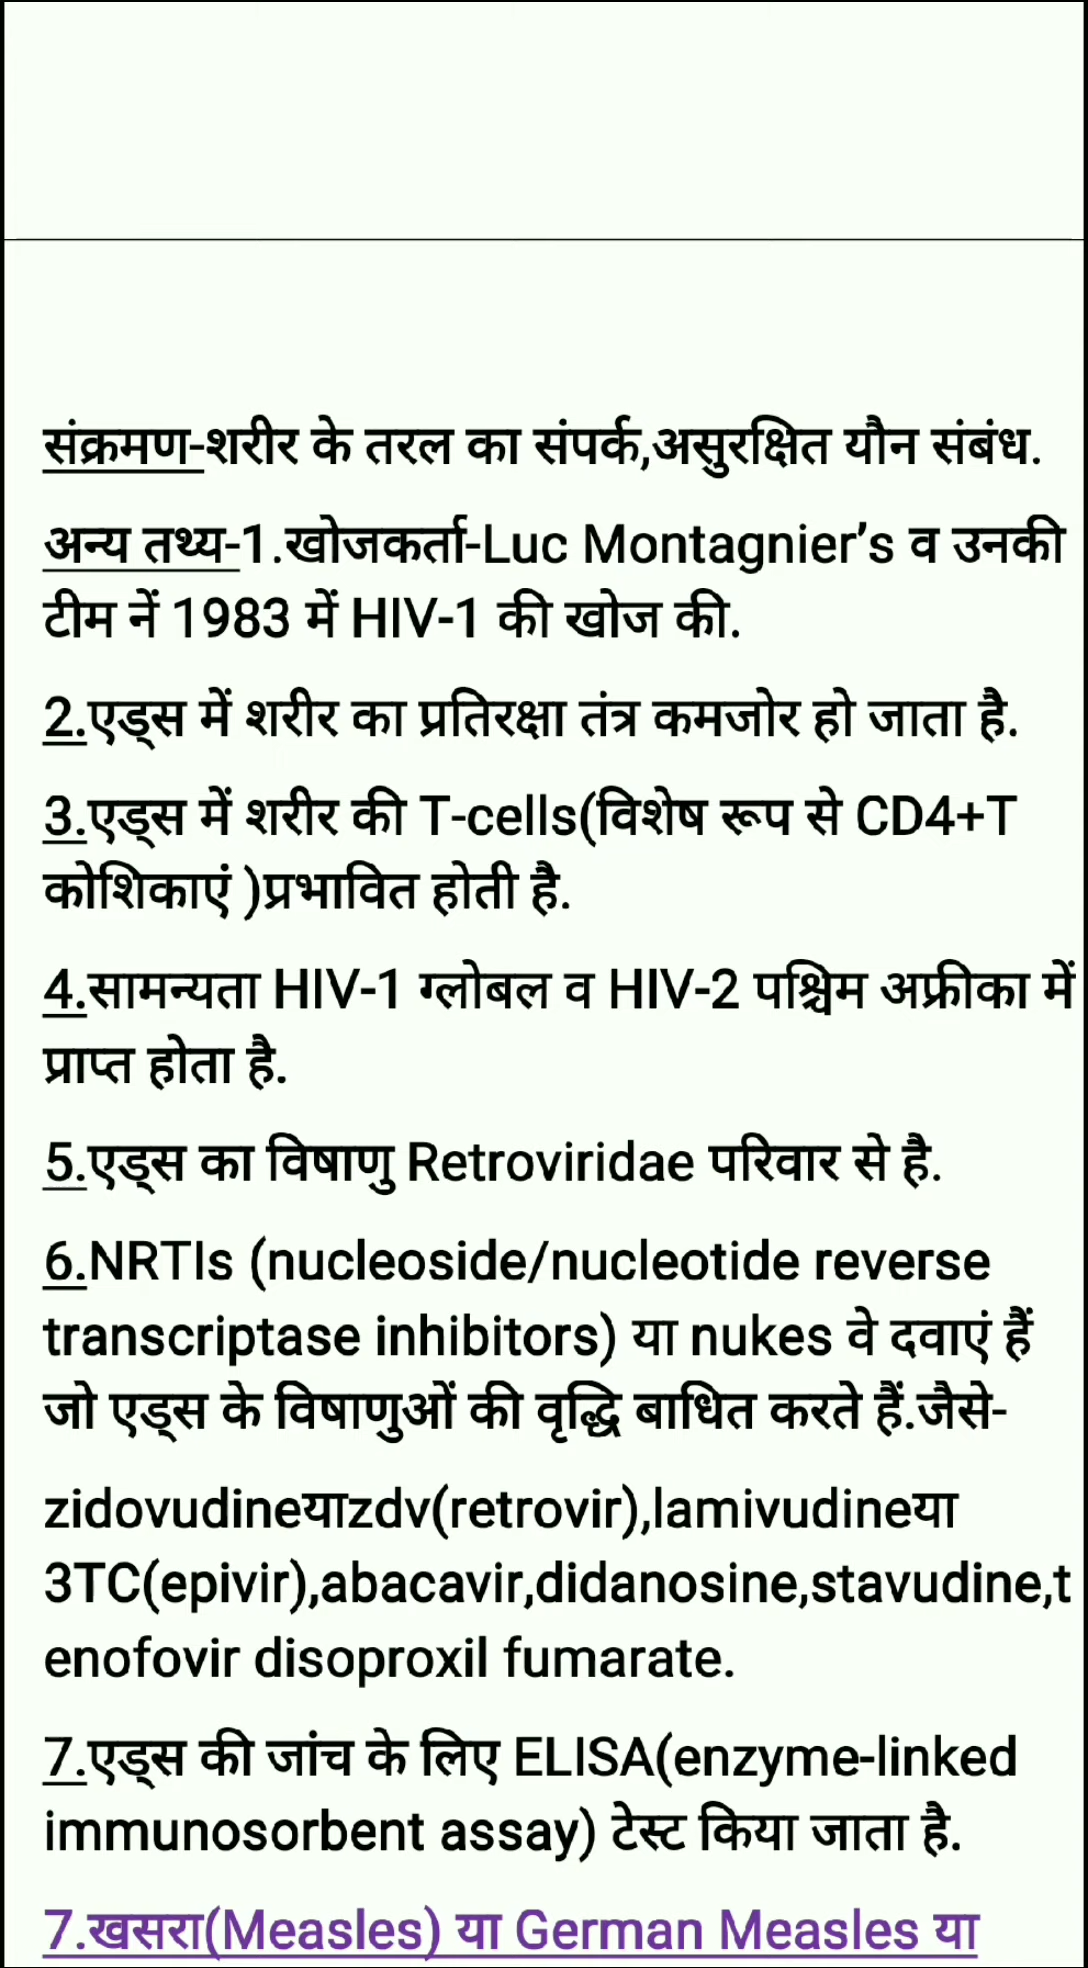 संक्रमण-शरीर के तरल का संपर्क,असुरक्षित यौन संबंध.
अन्य तथ्य-1.खोजकर्ता-Luc Montagnier’s व उनकी
टीम नें 1983 में HIV-1 की खोज की.
2.एड्स में शरीर का प्रतिरक्षा तंत्र कमजोर हो जाता है.
3.एड्स में शरीर की T-cells(विशेष रूप से CD4+T
कोशिकाएं )प्रभावित होती है.
4.सामन्यता HIV-1 ग्लोबल व HIV-2 पश्चिम अफ्रीका में
प्राप्त होता है.
5.एड्स का विषाणु Retroviridae परिवार से है.
6.NRTIs (nucleoside/nucleotide reverse
transcriptase inhibitors) या nukes वे दवाएं हैं
जो एड्स के विषाणुओं की वृद्धि बाधित करते हैं.जैसे-
zidovudineयाzdv(retrovir),lamivudineया
3TC(epivir),abacavir,didanosine,stavudine,t
enofovir disoproxil fumarate.
7.एड्स की जांच के लिए ELISA(enzyme-linked
immunosorbent assay) टेस्ट किया जाता है.
7.खसरा(Measles) या German Measles या